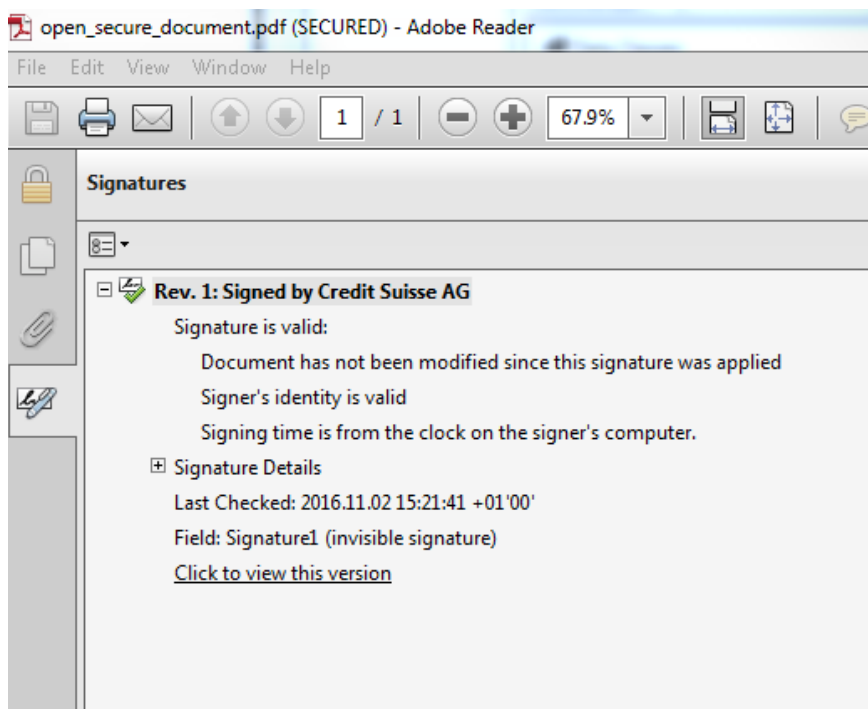 open_secure_document.pdf (SECURED) - Adobe Reader
File Edit View Window Help
1 / 1 67.9%
Signatures
Rev. 1: Signed by Credit Suisse AG
Signature is valid:
Document has not been modified since this signature was applied
Signer's identity is valid
Signing time is from the clock on the signer's computer.
Signature Details
Last Checked: 2016.11.02 15:21:41 +01'00'
Field: Signature1 (invisible signature)
Click to view this version